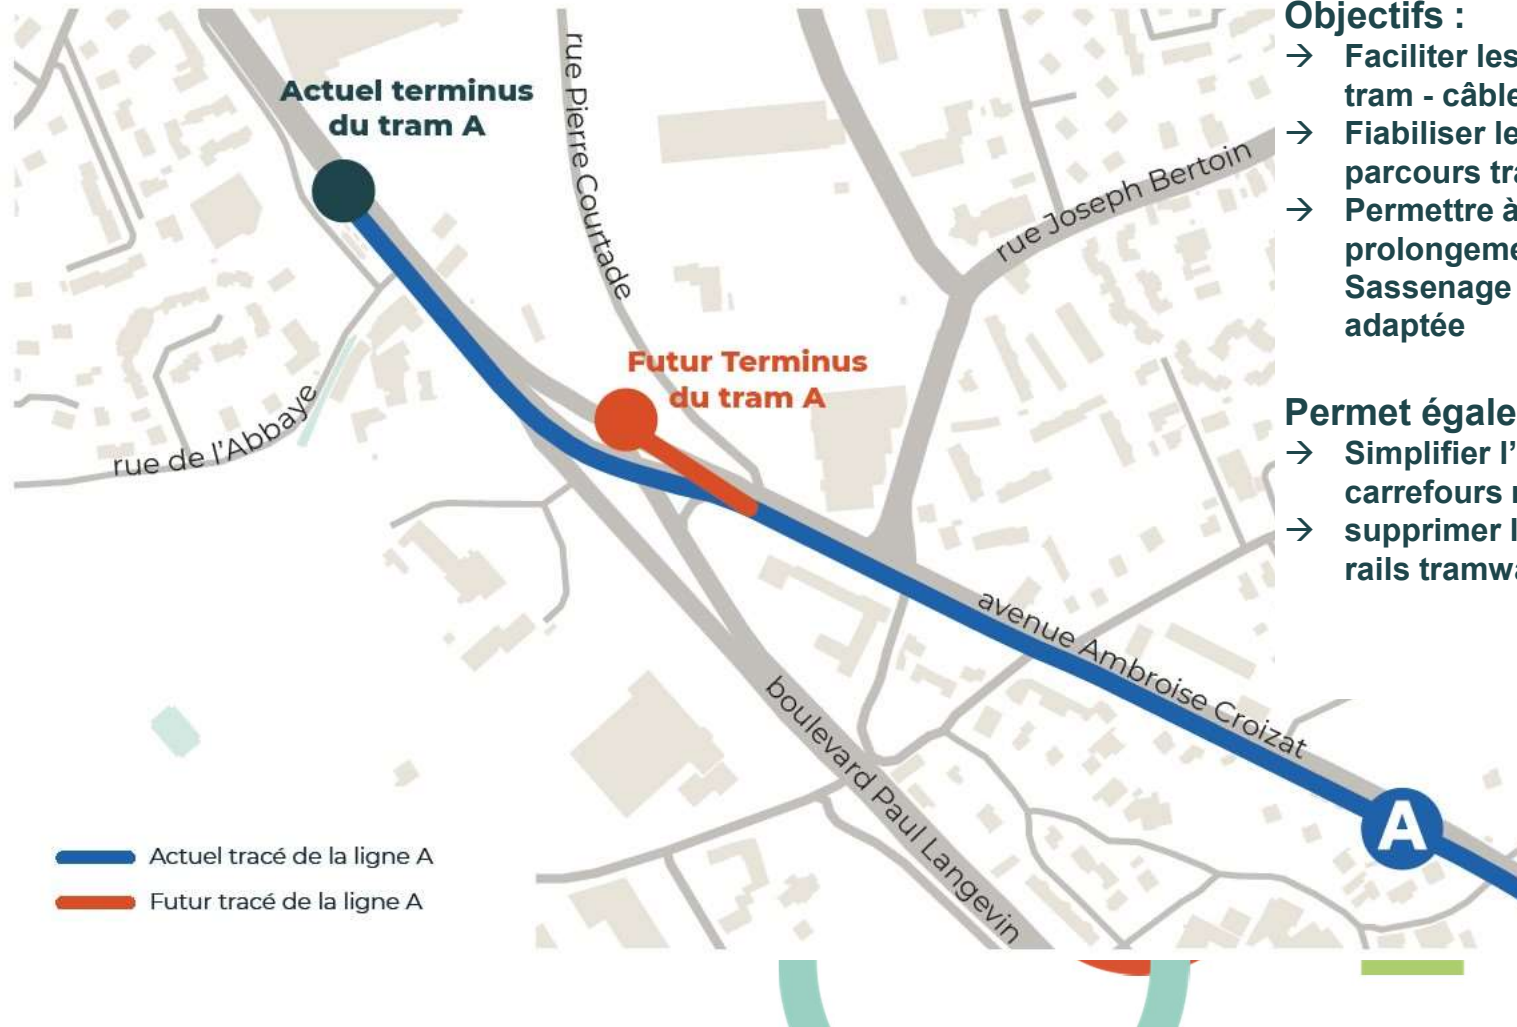 Actuel terminus
du tram A
rue Pierre Courtade
rue Joseph Bertoin
Futur Terminus
du tram A
rue de l'Abbaye
avenue Ambroise Croizat
boulevard Paul Langevin
A
Actuel tracé de la ligne A
Futur tracé de la ligne A
Objectifs :
→ Faciliter les
tram - câble
→ Fiabiliser le
parcours tra
→ Permettre à
prolongeme
Sassenage
adaptée
Permet égale
→ Simplifier l'
carrefours r
→ supprimer l
rails tramwa